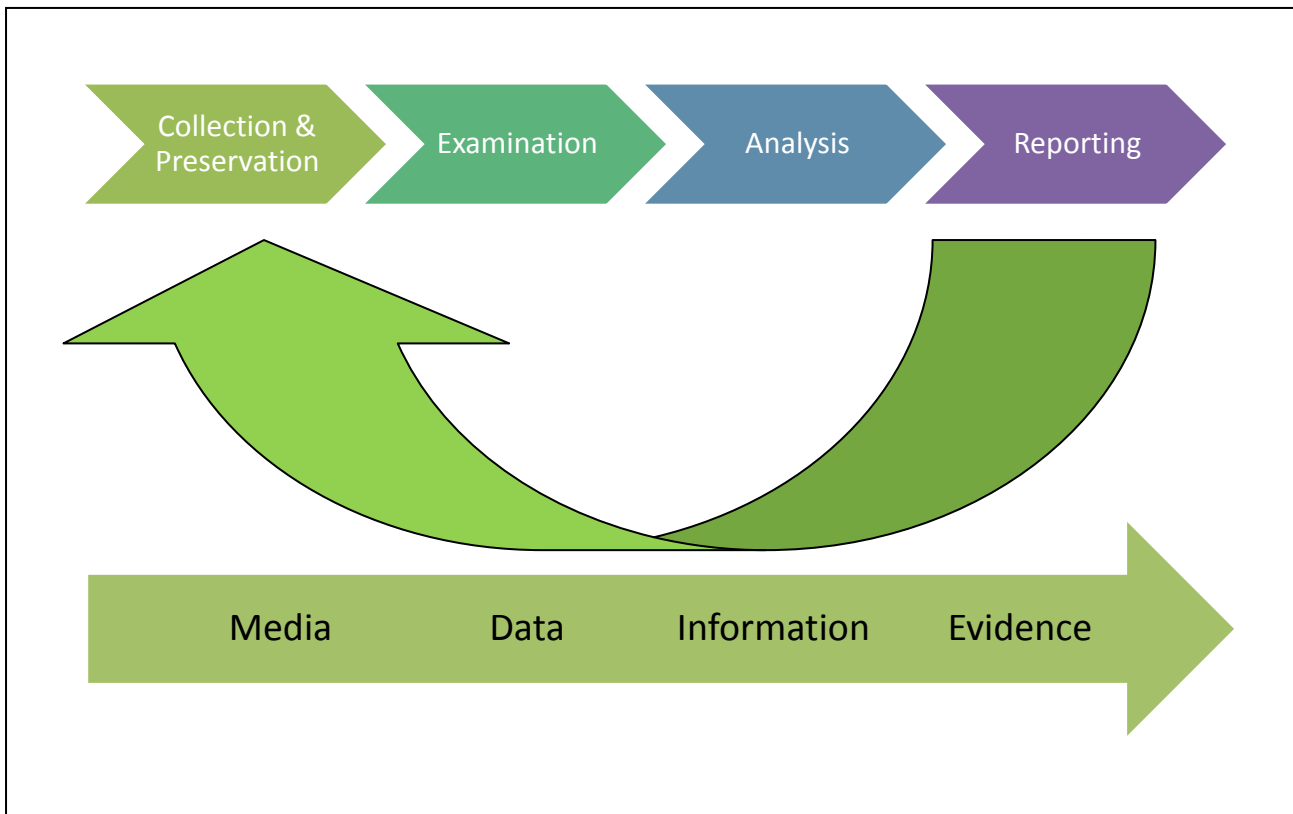 Collection &
Preservation
Examination
Analysis
Reporting
Media
Data
Information
Evidence